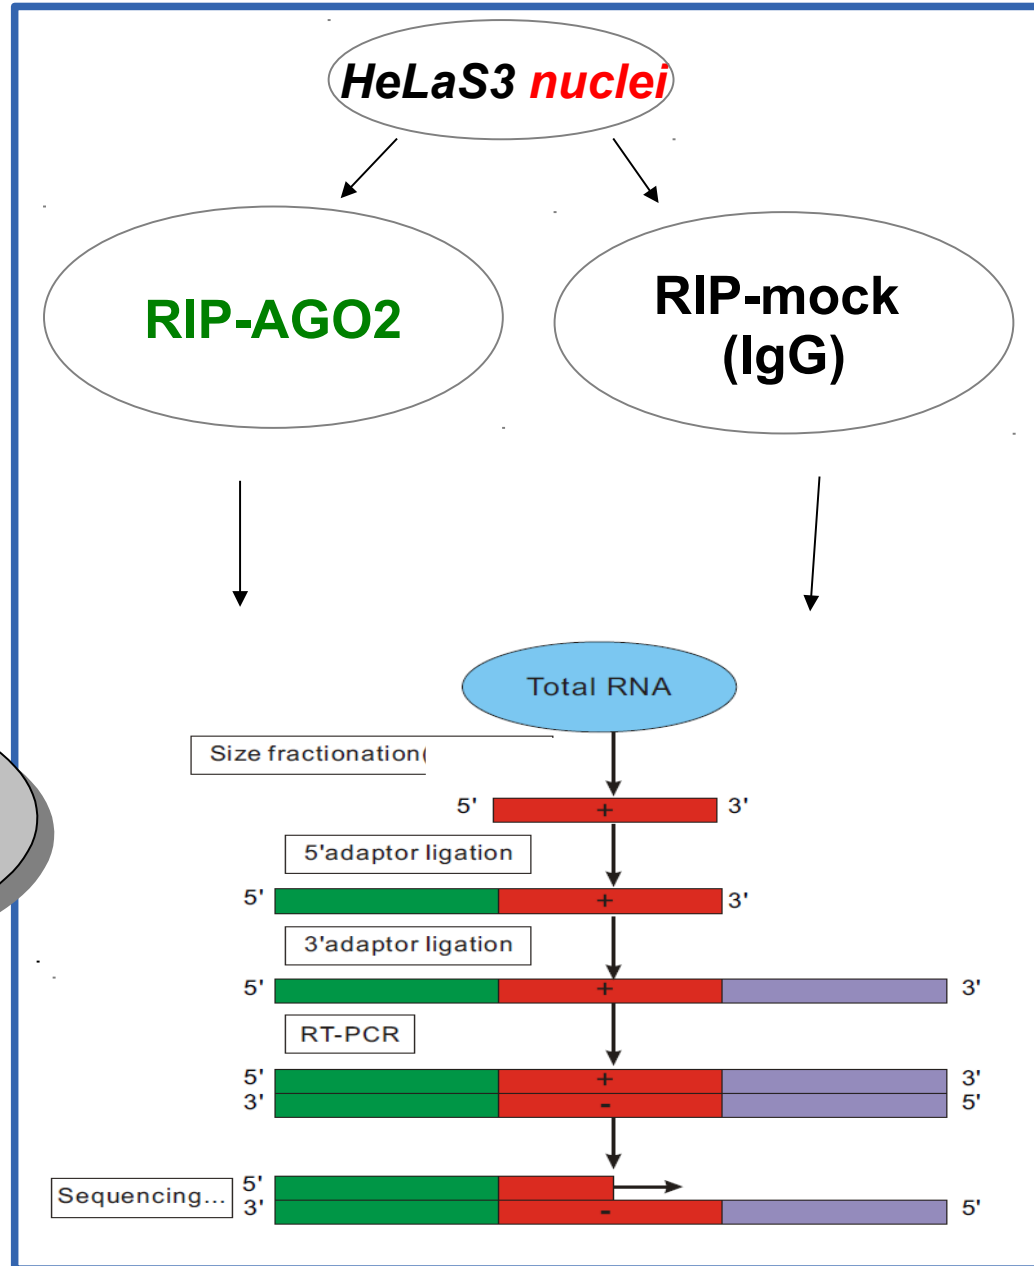 HeLaS3 nuclei
RIP-AGO2
RIP-mock
(IgG)
Total RNA
Size fractionation(
5' + 3'
5'adaptor ligation
5' + 3'
3'adaptor ligation
5' + 3'
RT-PCR
5' + 3'
3' - 5'
Sequencing...
5'
3' - 5'